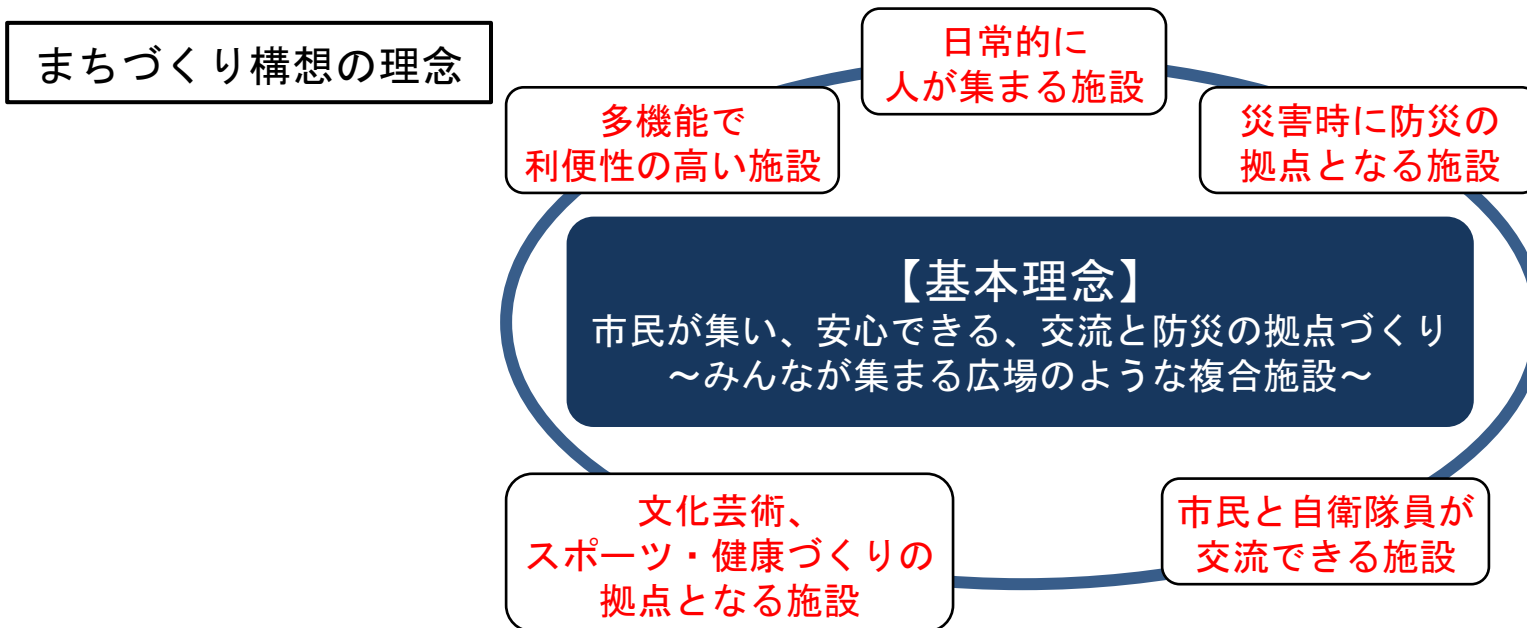 まちづくり構想の理念
日常的に
人が集まる施設
多機能で
利便性の高い施設
災害時に防災の
拠点となる施設
【基本理念】
市民が集い、安心できる、交流と防災の拠点づくり
～みんなが集まる広場のような複合施設～
文化芸術、
スポーツ・健康づくりの
拠点となる施設
市民と自衛隊員が
交流できる施設